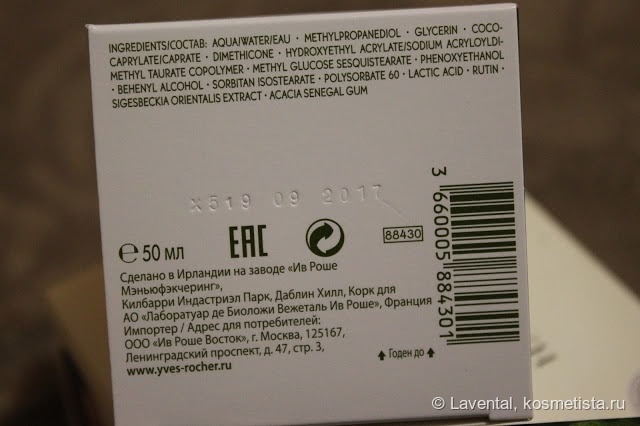 INGREDIENTS/СОСТАВ: AQUA/WATER/EAU · METHYLPROPANEDIOL · GLYCERIN · COCO-
CAPRYLATE/CAPRATE · DIMETHICONE · HYDROXYETHYL ACRYLATE/SODIUM ACRYLOYLDI-
METHYL TAURATE COPOLYMER · METHYL GLUCOSE SESQUISTEARATE · PHENOXYETHANOL
· BEHENYL ALCOHOL · SORBITAN ISOSTEARATE · POLYSORBATE 60 · LACTIC ACID · RUTIN ·
SIGESBECKIA ORIENTALIS EXTRACT · ACACIA SENEGAL GUM
X519 09 2017
℮ 50 мл
EAC
88430
Сделано в Ирландии на заводе «Ив Роше
Мэньюфэкчеринг»,
Килбарри Индастриэл Парк, Даблин Хилл, Корк для
АО «Лаборатуар де Биоложи Вежеталь Ив Роше», Франция
Импортер / Адрес для потребителей:
ООО «Ив Роше Восток», г. Москва, 125167,
Ленинградский проспект, д. 47, стр. 3,
www.yves-rocher.ru
Годен до
3 660005 884301
© Lavental, kosmetista.ru